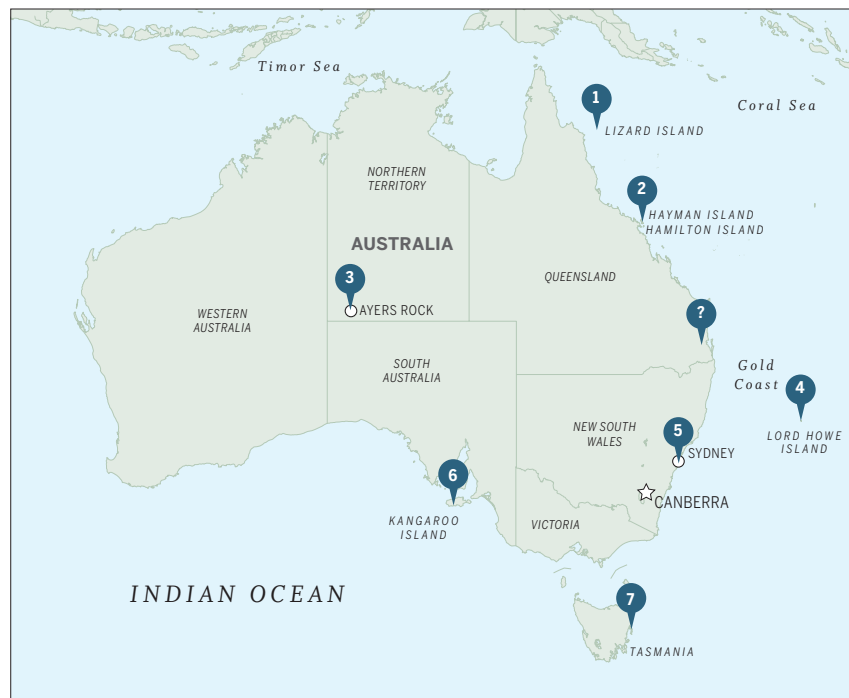 Timor Sea
1
Coral Sea
LIZARD ISLAND
NORTHERN
TERRITORY
2
HAYMAN ISLAND
HAMILTON ISLAND
AUSTRALIA
3
QUEENSLAND
AYERS ROCK
WESTERN
AUSTRALIA
?
SOUTH
AUSTRALIA
Gold
Coast
4
NEW SOUTH
WALES
5
LORD HOWE
ISLAND
SYDNEY
6
CANBERRA
KANGAROO
ISLAND
VICTORIA
INDIAN OCEAN
7
TASMANIA